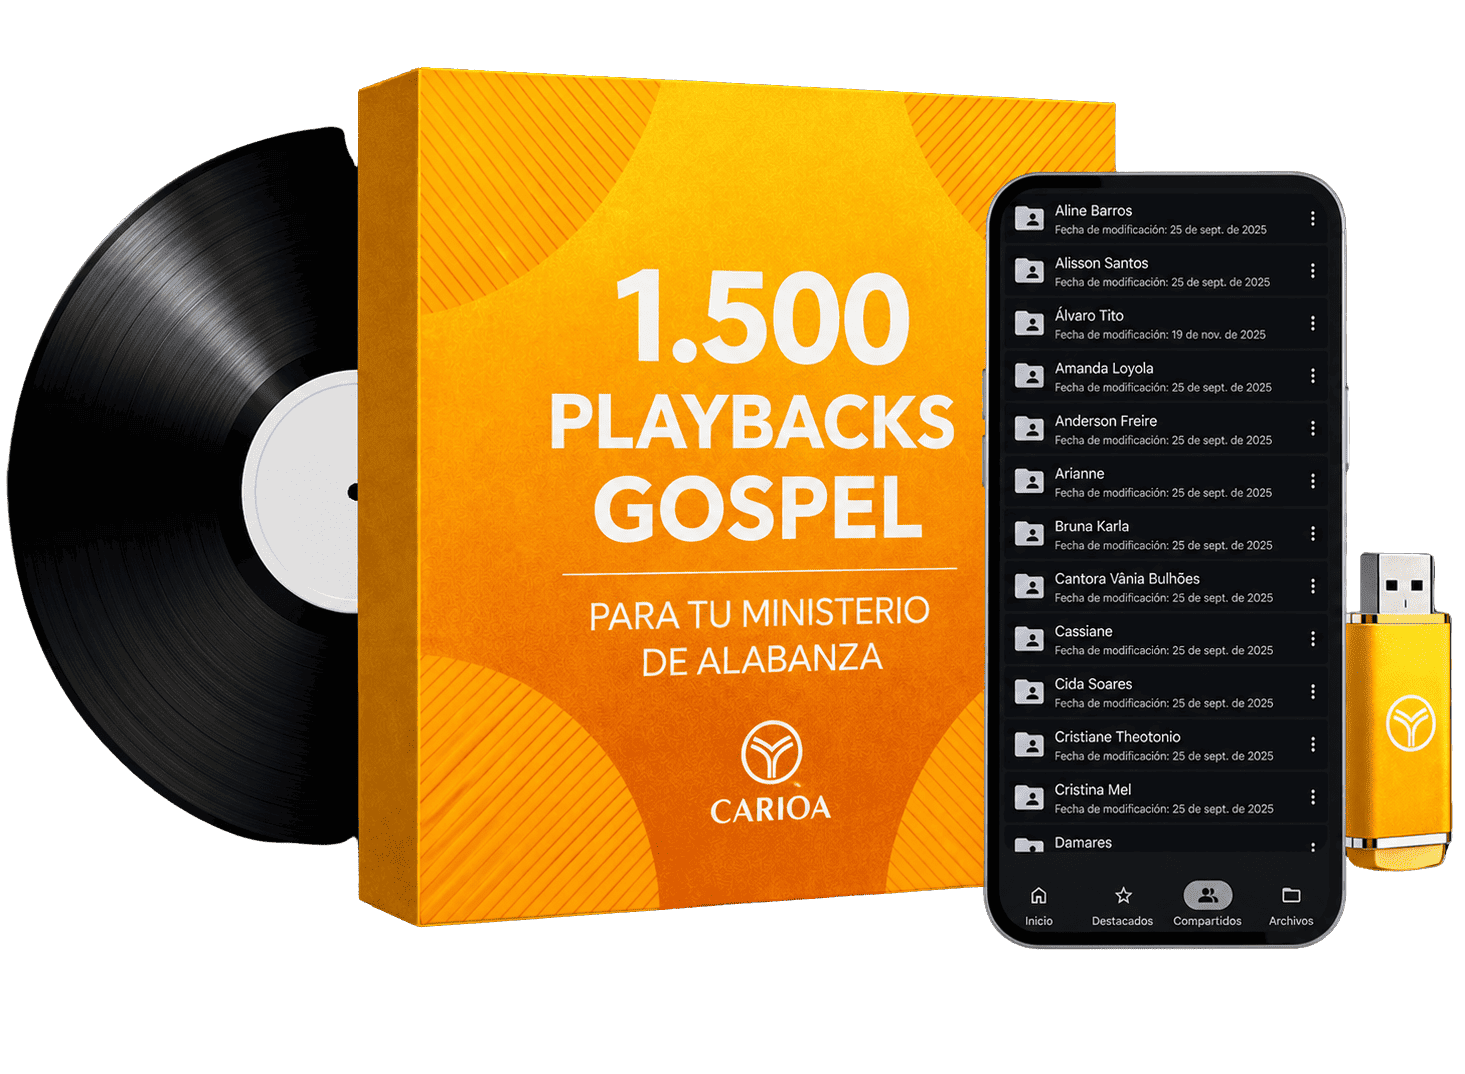 1.500
PLAYBACKS
GOSPEL
PARA TU MINISTERIO
DE ALABANZA
CARIOA
Aline Barros
Fecha de modificación: 25 de sept. de 2025
Alisson Santos
Fecha de modificación: 25 de sept. de 2025
Álvaro Tito
Fecha de modificación: 19 de nov. de 2025
Amanda Loyola
Fecha de modificación: 25 de sept. de 2025
Anderson Freire
Fecha de modificación: 25 de sept. de 2025
Arianne
Fecha de modificación: 25 de sept. de 2025
Bruna Karla
Fecha de modificación: 25 de sept. de 2025
Cantora Vânia Bulhões
Fecha de modificación: 25 de sept. de 2025
Cassiane
Fecha de modificación: 25 de sept. de 2025
Cida Soares
Fecha de modificación: 25 de sept. de 2025
Cristiane Theotonio
Fecha de modificación: 25 de sept. de 2025
Cristina Mel
Fecha de modificación: 25 de sept. de 2025
Damares
Inicio Destacados Compartidos Archivos